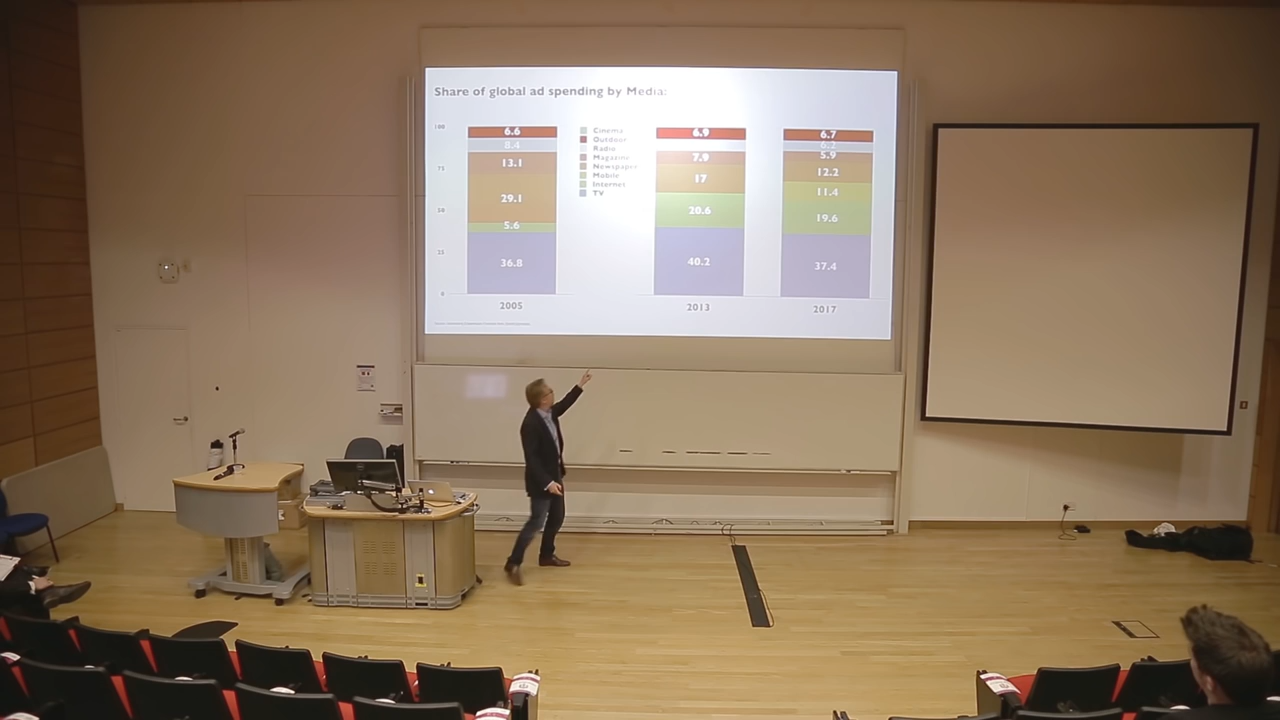 Share of global ad spending by Media:
100
75
50
25
0
6.6
8.4
13.1
29.1
5.6
36.8
2005
Cinema
Outdoor
Radio
Magazine
Newspaper
Mobile
Internet
TV
6.9
7.9
17
20.6
40.2
2013
6.7
6.2
5.9
12.2
11.4
19.6
37.4
2017